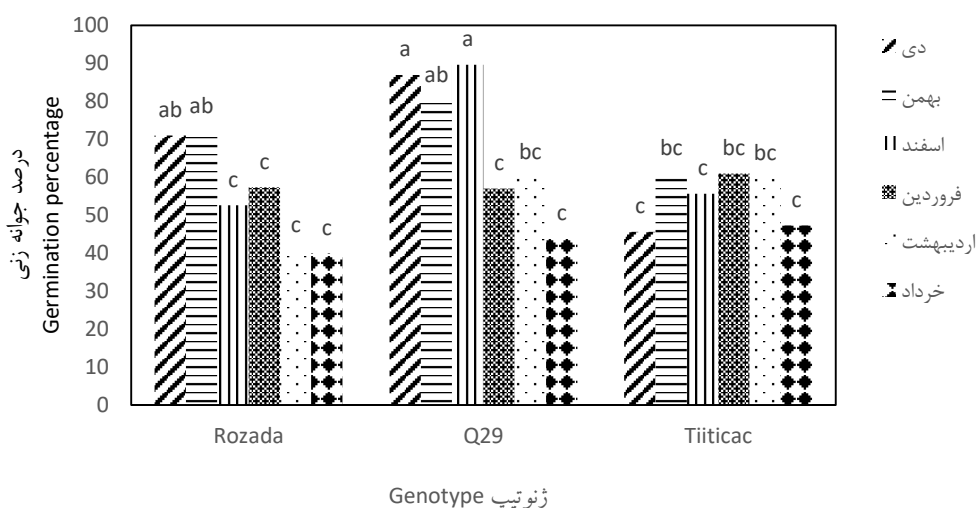 100
90
80
70
60
50
40
30
20
10
0
درصد جوانه زنی
Germination percentage
ab ab c c c c
a ab a c bc c
c bc c bc bc c
Rozada Q29 Tiiticac
Genotype ژنوتیپ
دی
بهمن
اسفند
فروردین
اردیبهشت
خرداد